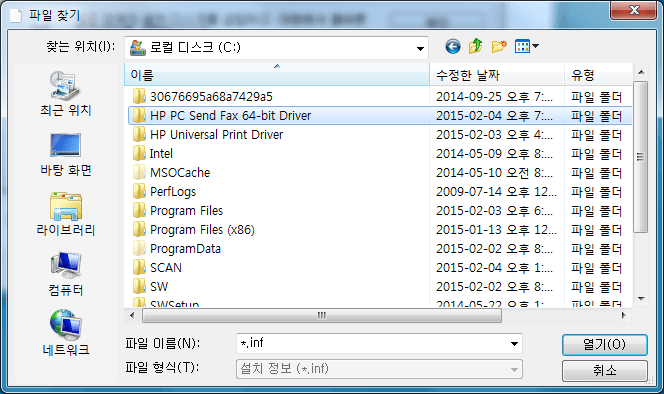 파일 찾기
찾는 위치(I):
로컬 디스크 (C:)
이름 수정한 날짜 유형
30676695a68a7429a5 2014-09-25 오후 7:... 파일 폴더
HP PC Send Fax 64-bit Driver 2015-02-04 오후 7:... 파일 폴더
HP Universal Print Driver 2015-02-03 오후 4:... 파일 폴더
Intel 2014-05-09 오후 8:... 파일 폴더
MSOCache 2014-05-10 오전 8:... 파일 폴더
PerfLogs 2009-07-14 오후 12... 파일 폴더
Program Files 2015-02-03 오후 6:... 파일 폴더
Program Files (x86) 2015-01-13 오후 12... 파일 폴더
ProgramData 2015-02-02 오후 8:... 파일 폴더
SCAN 2015-02-04 오후 1:... 파일 폴더
SW 2015-02-02 오후 8:... 파일 폴더
SWSetup 2014-05-22 오후 1:... 파일 폴더
최근 위치
바탕 화면
라이브러리
컴퓨터
네트워크
파일 이름(N): *.inf 열기(O)
파일 형식(T): 설치 정보 (*.inf) 취소